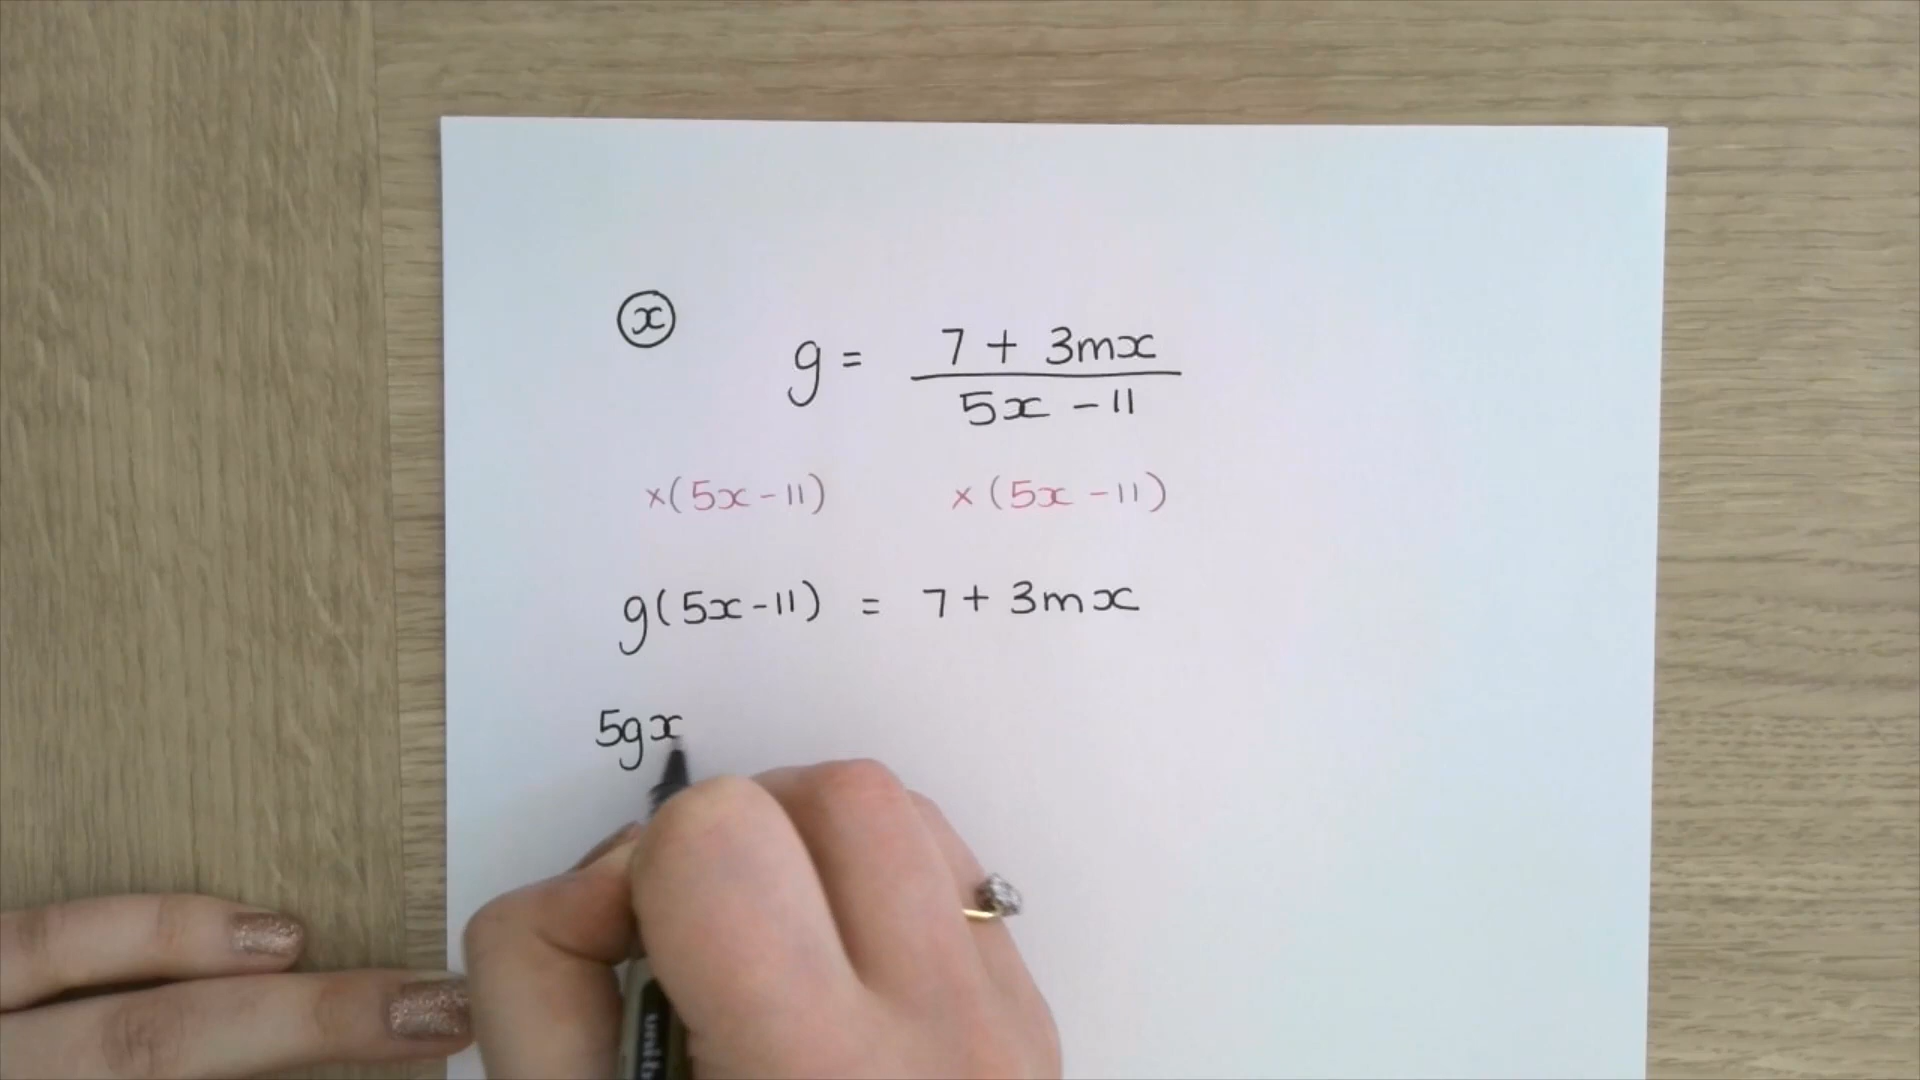 x
g = 7 + 3mx / 5x - 11
×(5x - 11) ×(5x - 11)
g(5x - 11) = 7 + 3mx
5gx